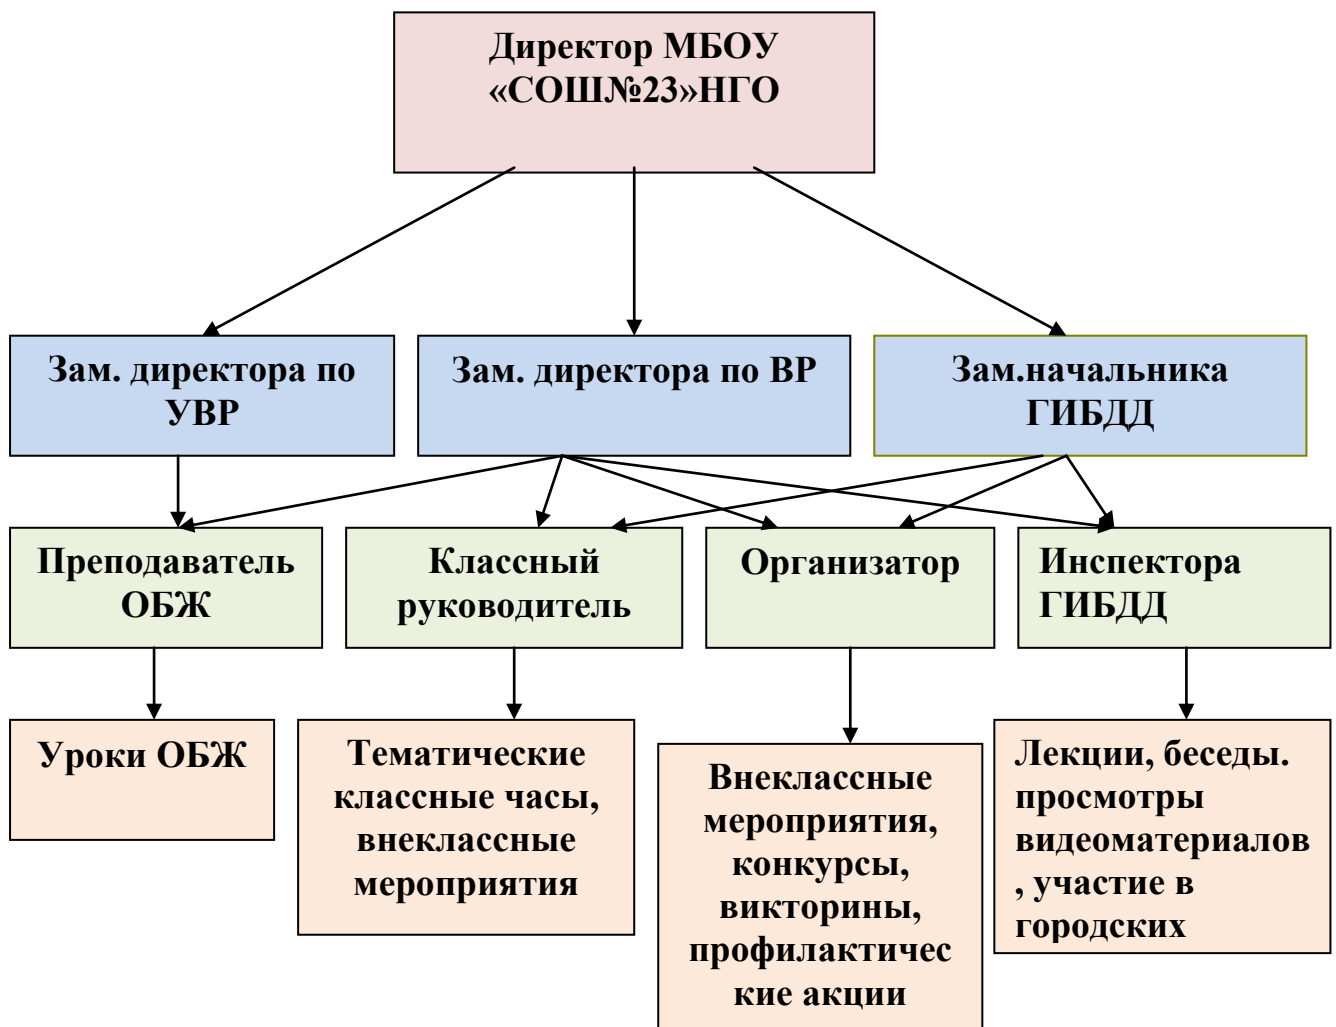 Директор МБОУ
«СОШ№23»НГО
Зам. директора по
УВР
Зам. директора по ВР
Зам.начальника
ГИБДД
Преподаватель
ОБЖ
Классный
руководитель
Организатор
Инспектора
ГИБДД
Уроки ОБЖ
Тематические
классные часы,
внеклассные
мероприятия
Внеклассные
мероприятия,
конкурсы,
викторины,
профилактичес
кие акции
Лекции, беседы.
просмотры
видеоматериалов
, участие в
городских